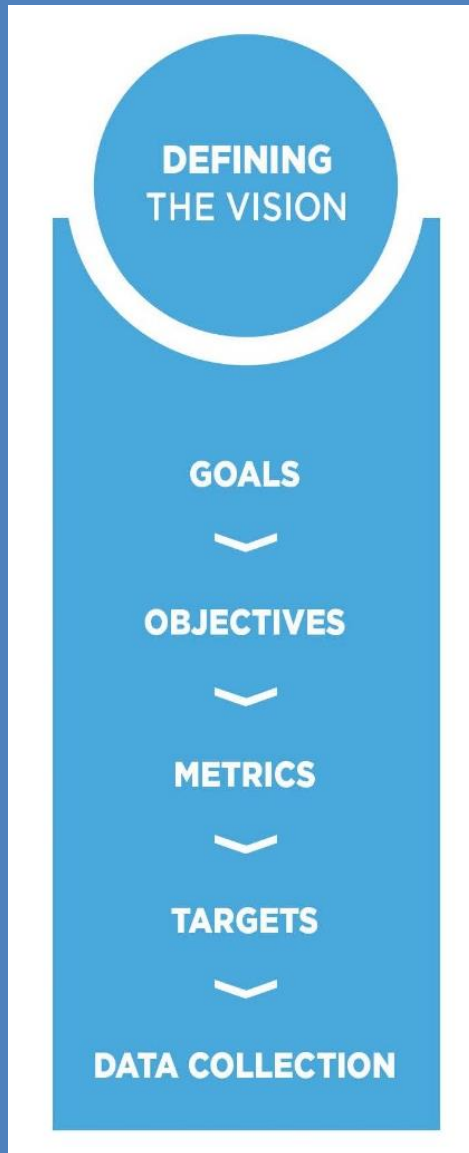 DEFINING
THE VISION
GOALS
OBJECTIVES
METRICS
TARGETS
DATA COLLECTION